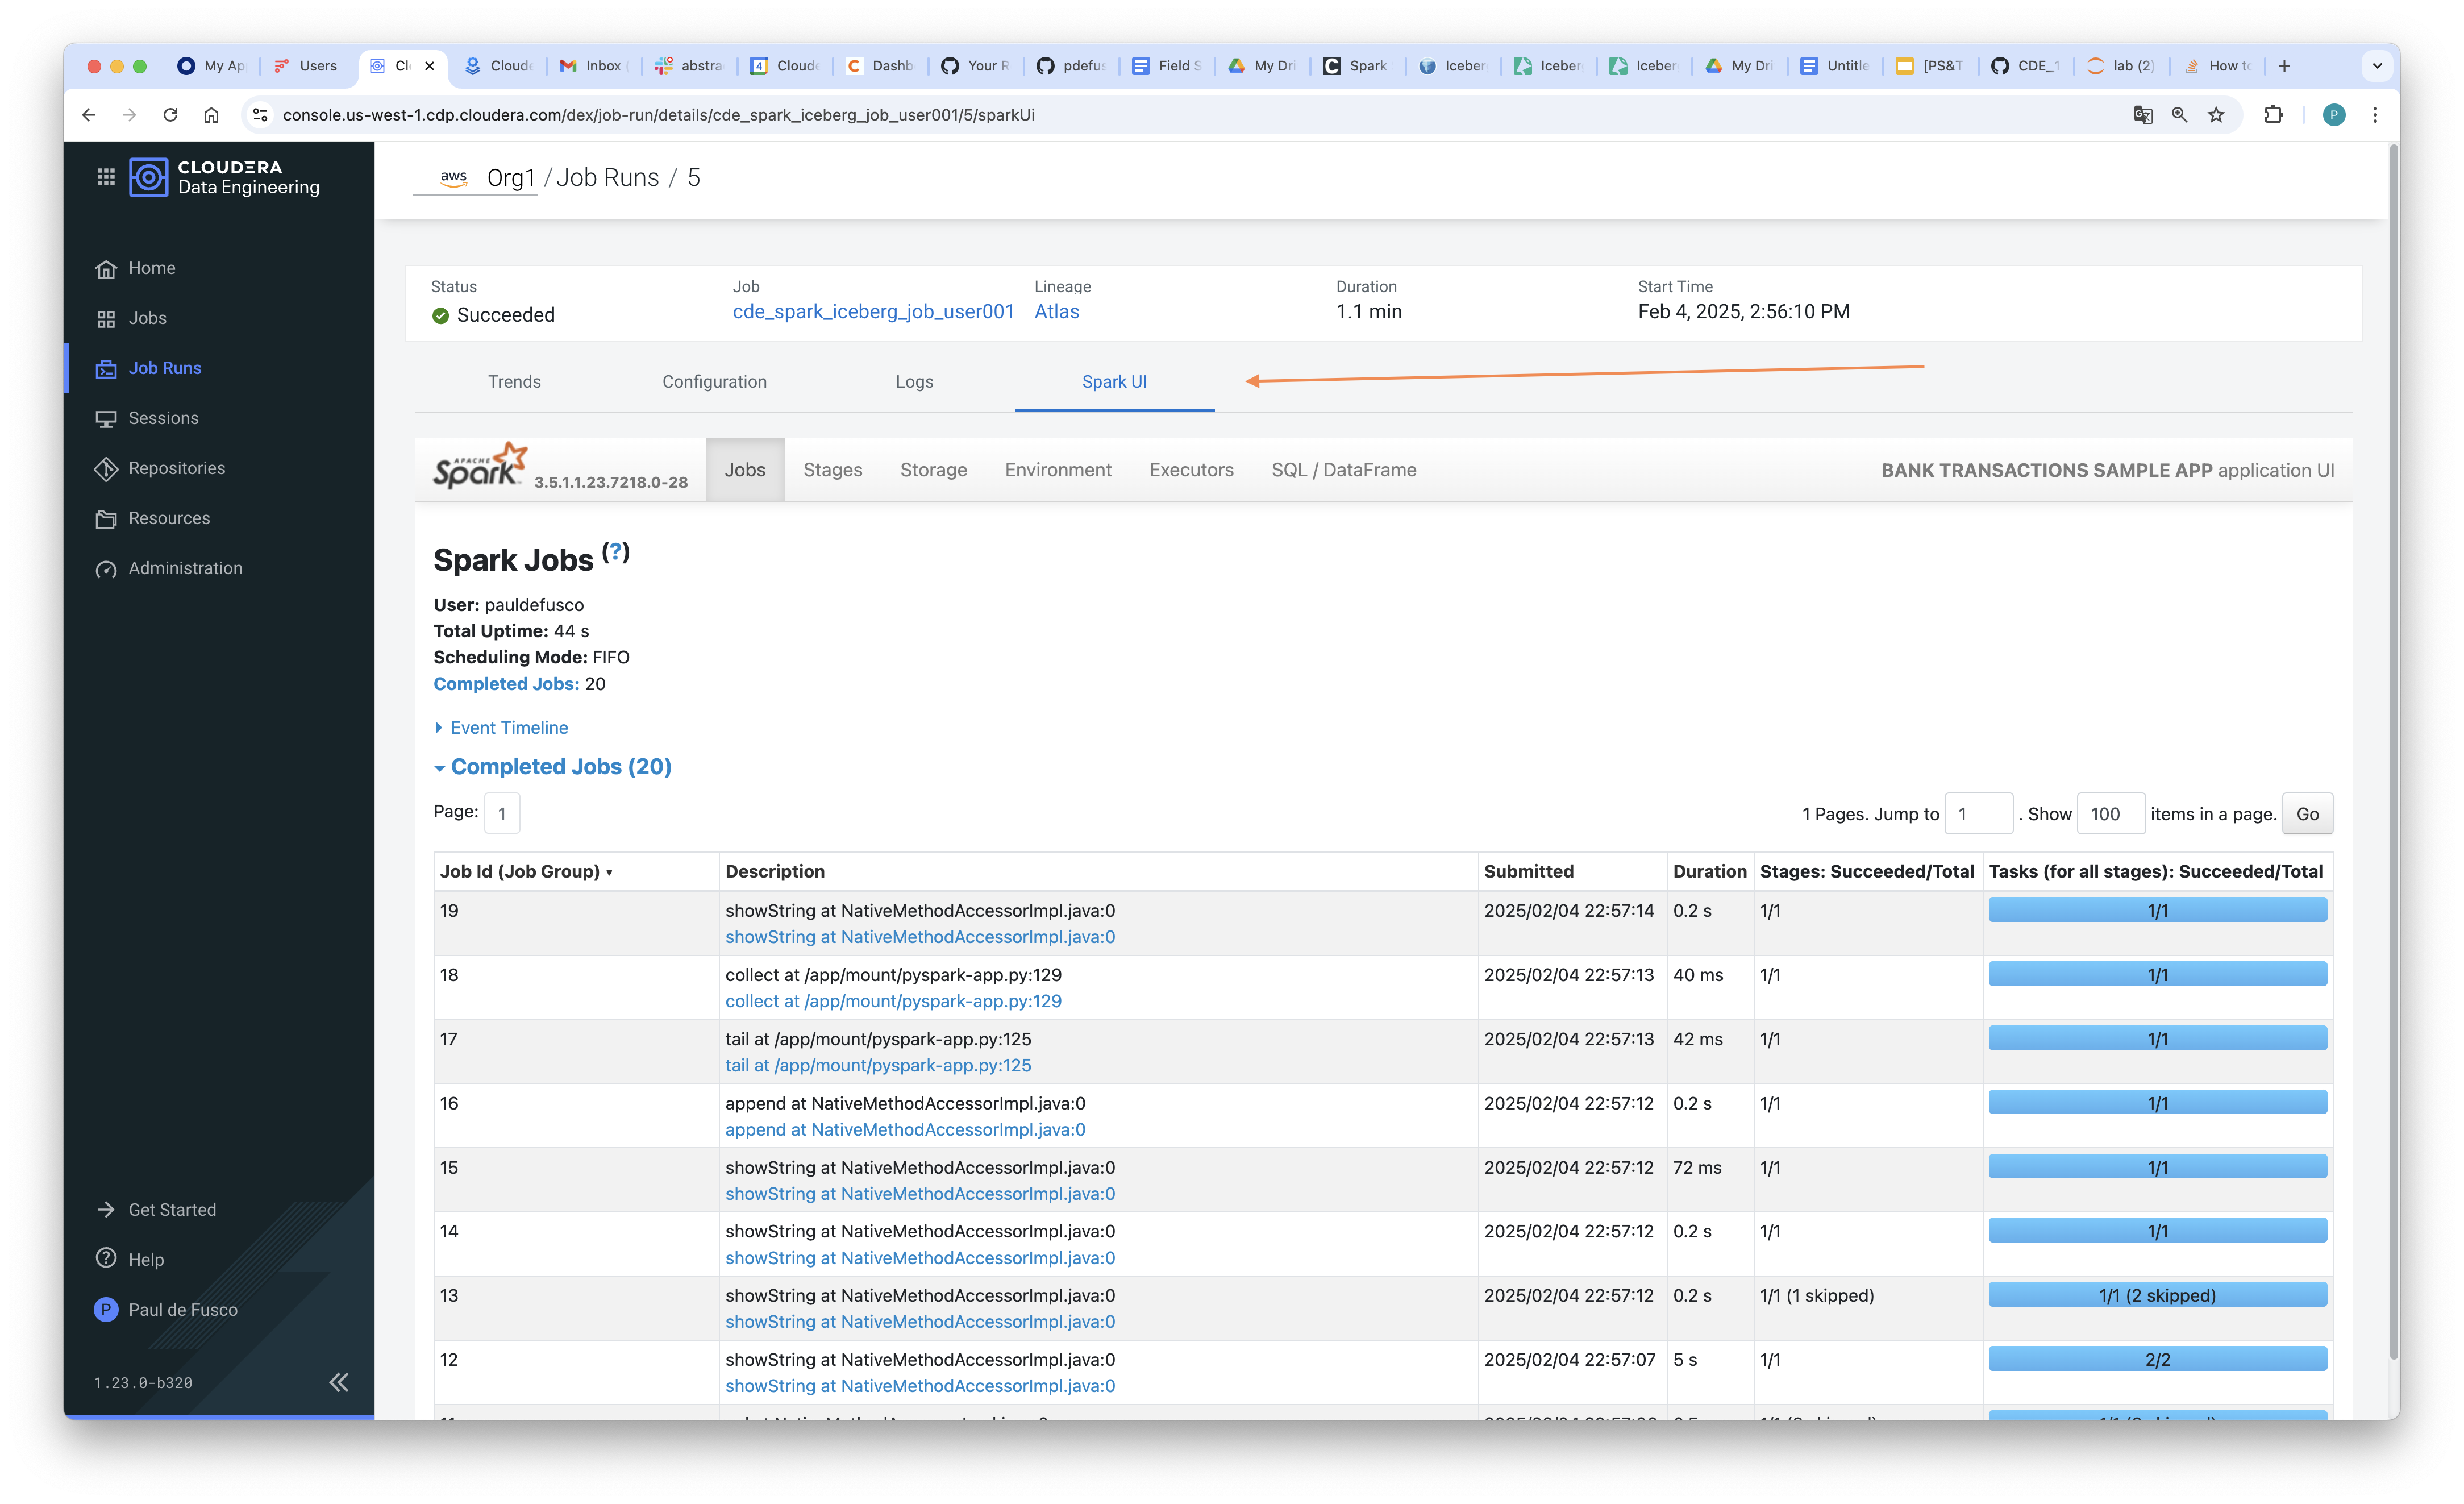 My Ap
Users
Cl
Cloude
Inbox
abstra
Cloude
Dashb
Your R
pdefus
Field S
My Dri
Spark
Iceber
Iceber
Iceber
My Dri
Untitle
[PS&T
CDE_1
lab (2)
How to
console.us-west-1.cdp.cloudera.com/dex/job-run/details/cde_spark_iceberg_job_user001/5/sparkUi
P
CLOUDERA
Data Engineering
Home
Jobs
Job Runs
Sessions
Repositories
Resources
Administration
Get Started
Help
P Paul de Fusco
1.23.0-b320
aws Org1 / Job Runs / 5
Status Job Lineage Duration Start Time
Succeeded cde_spark_iceberg_job_user001 Atlas 1.1 min Feb 4, 2025, 2:56:10 PM
Trends Configuration Logs Spark UI
APACHE Spark 3.5.1.1.23.7218.0-28 Jobs Stages Storage Environment Executors SQL / DataFrame BANK TRANSACTIONS SAMPLE APP application UI
Spark Jobs (?)
User: pauldefusco
Total Uptime: 44 s
Scheduling Mode: FIFO
Completed Jobs: 20
Event Timeline
Completed Jobs (20)
Page: 1 1 Pages. Jump to 1 . Show 100 items in a page. Go
Job Id (Job Group) ▾ Description Submitted Duration Stages: Succeeded/Total Tasks (for all stages): Succeeded/Total
19 showString at NativeMethodAccessorImpl.java:0 2025/02/04 22:57:14 0.2 s 1/1 1/1
showString at NativeMethodAccessorImpl.java:0
18 collect at /app/mount/pyspark-app.py:129 2025/02/04 22:57:13 40 ms 1/1 1/1
collect at /app/mount/pyspark-app.py:129
17 tail at /app/mount/pyspark-app.py:125 2025/02/04 22:57:13 42 ms 1/1 1/1
tail at /app/mount/pyspark-app.py:125
16 append at NativeMethodAccessorImpl.java:0 2025/02/04 22:57:12 0.2 s 1/1 1/1
append at NativeMethodAccessorImpl.java:0
15 showString at NativeMethodAccessorImpl.java:0 2025/02/04 22:57:12 72 ms 1/1 1/1
showString at NativeMethodAccessorImpl.java:0
14 showString at NativeMethodAccessorImpl.java:0 2025/02/04 22:57:12 0.2 s 1/1 1/1
showString at NativeMethodAccessorImpl.java:0
13 showString at NativeMethodAccessorImpl.java:0 2025/02/04 22:57:12 0.2 s 1/1 (1 skipped) 1/1 (2 skipped)
showString at NativeMethodAccessorImpl.java:0
12 showString at NativeMethodAccessorImpl.java:0 2025/02/04 22:57:07 5 s 1/1 2/2
showString at NativeMethodAccessorImpl.java:0